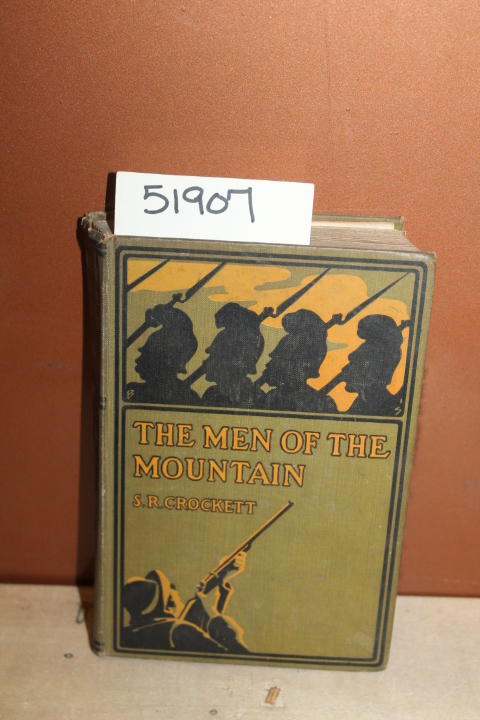 51907
B S
THE MEN OF THE
MOUNTAIN
S.R.CROCKETT